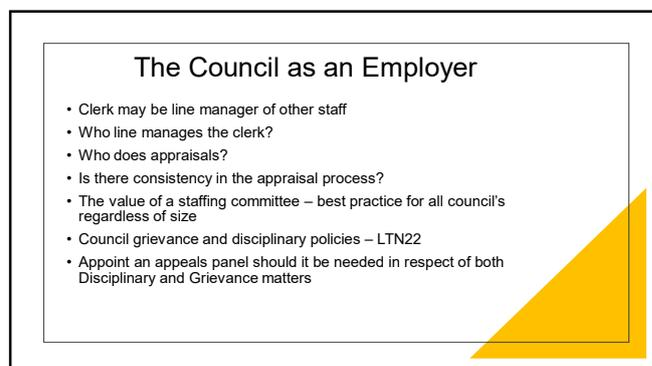 The Council as an Employer
• Clerk may be line manager of other staff
• Who line manages the clerk?
• Who does appraisals?
• Is there consistency in the appraisal process?
• The value of a staffing committee – best practice for all council's
regardless of size
• Council grievance and disciplinary policies – LTN22
• Appoint an appeals panel should it be needed in respect of both
Disciplinary and Grievance matters